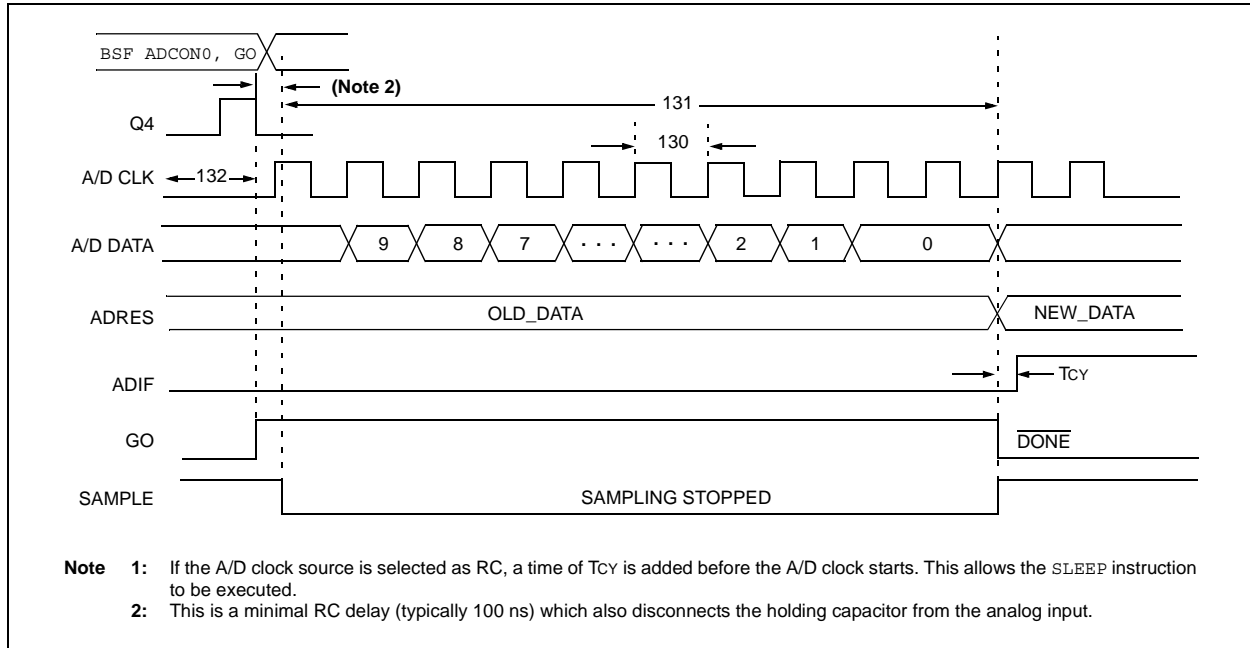 BSF ADCON0, GO
(Note 2)
131
Q4
130
A/D CLK
132
A/D DATA
9 8 7 . . . . . . 2 1 0
ADRES
OLD_DATA
NEW_DATA
ADIF
TCY
GO
DONE
SAMPLE
SAMPLING STOPPED
Note 1: If the A/D clock source is selected as RC, a time of TCY is added before the A/D clock starts. This allows the SLEEP instruction
to be executed.
2: This is a minimal RC delay (typically 100 ns) which also disconnects the holding capacitor from the analog input.